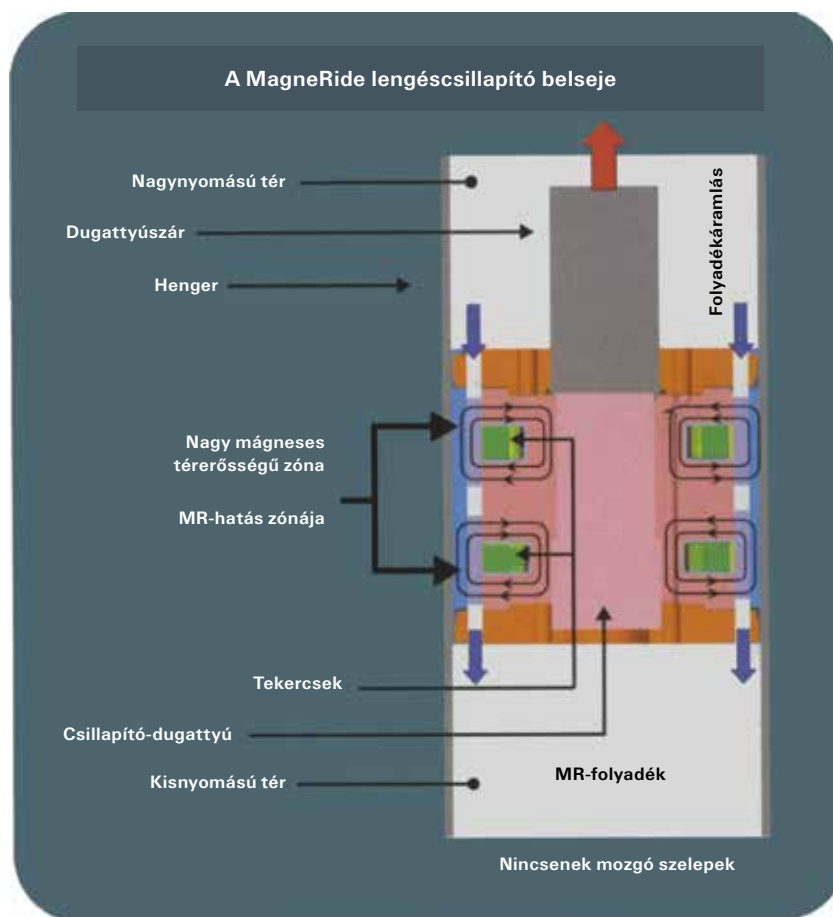 A MagneRide lengéscsillapító belseje
Nagynyomású tér
Dugattyúszár
Henger
Folyadékáramlás
Nagy mágneses
térerősségű zóna
MR-hatás zónája
Tekercsek
Csillapító-dugattyú
Kisnyomású tér
MR-folyadék
Nincsenek mozgó szelepek